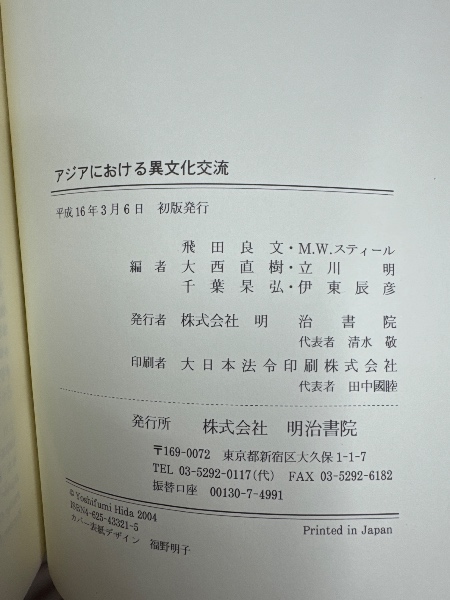 アジアにおける異文化交流
平成16年3月6日 初版発行
飛田良文・M.W.スティール
編者 大西直樹・立川 明
千葉杲弘・伊東辰彦
発行者 株式会社 明治書院
代表者 清水 敬
印刷者 大日本法令印刷株式会社
代表者 田中國睦
発行所 株式会社 明治書院
〒169-0072 東京都新宿区大久保1-1-7
TEL 03-5292-0117(代) FAX 03-5292-6182
振替口座 00130-7-4991
© Yoshifumi Hida 2004
ISBN4-625-43321-5
カバー表紙デザイン 福野明子
Printed in Japan